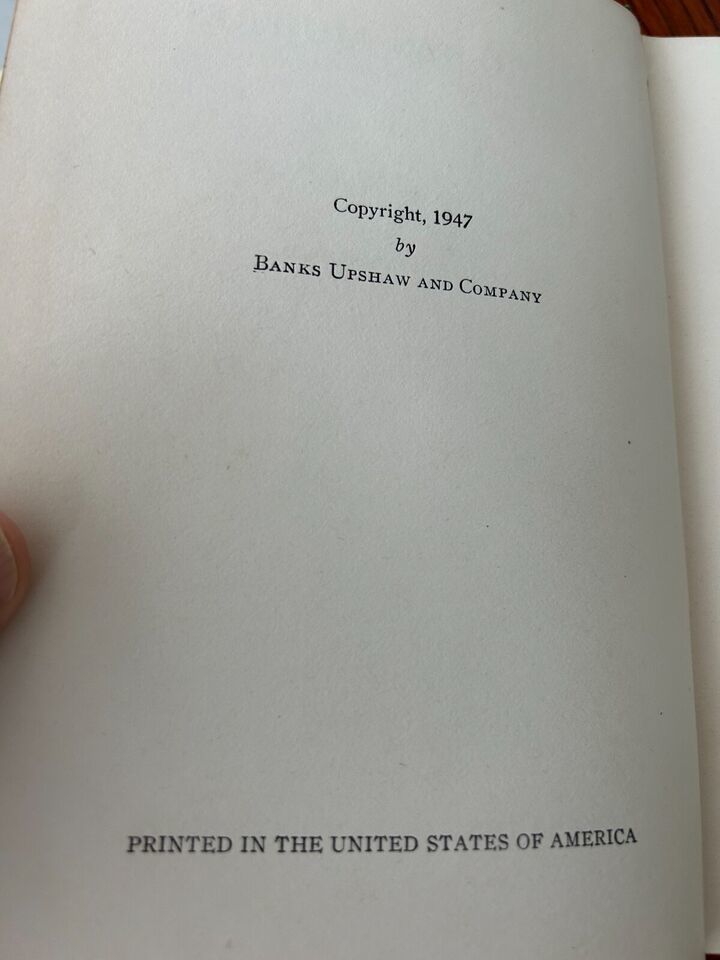 Copyright, 1947
by
Banks Upshaw and Company
PRINTED IN THE UNITED STATES OF AMERICA